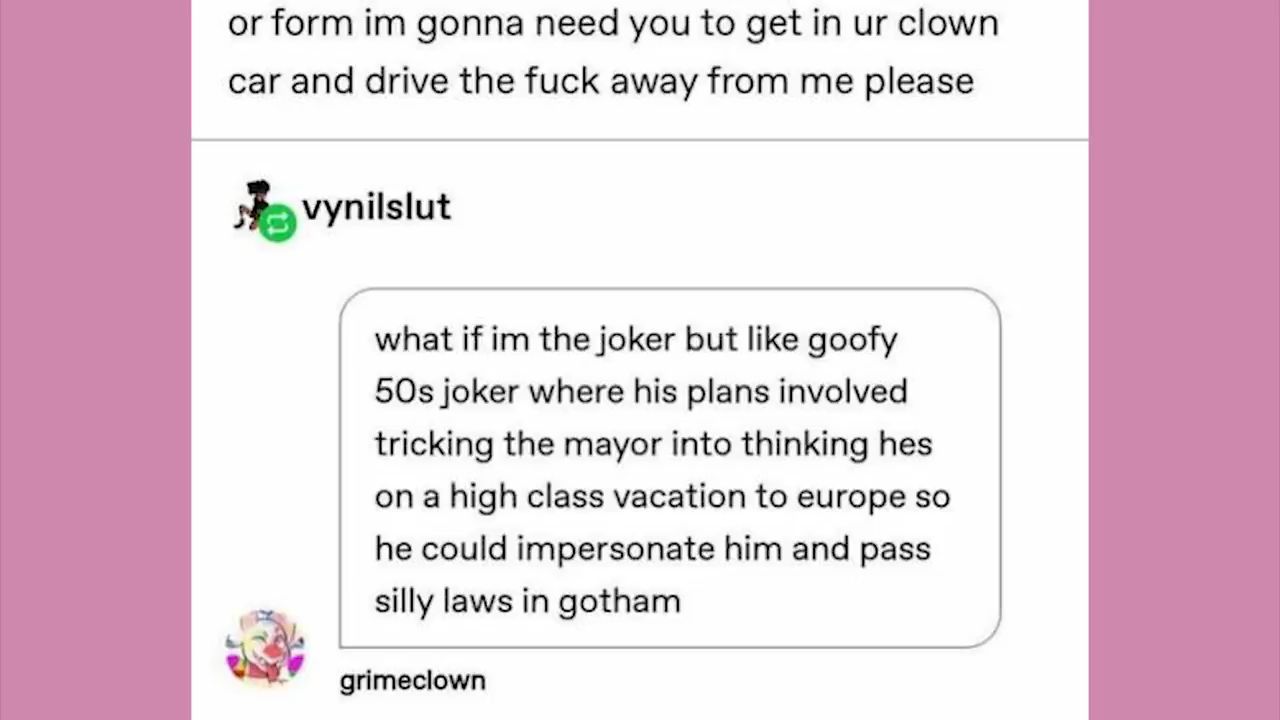 or form im gonna need you to get in ur clown
car and drive the fuck away from me please
vynilslut
what if im the joker but like goofy
50s joker where his plans involved
tricking the mayor into thinking hes
on a high class vacation to europe so
he could impersonate him and pass
silly laws in gotham
grimeclown